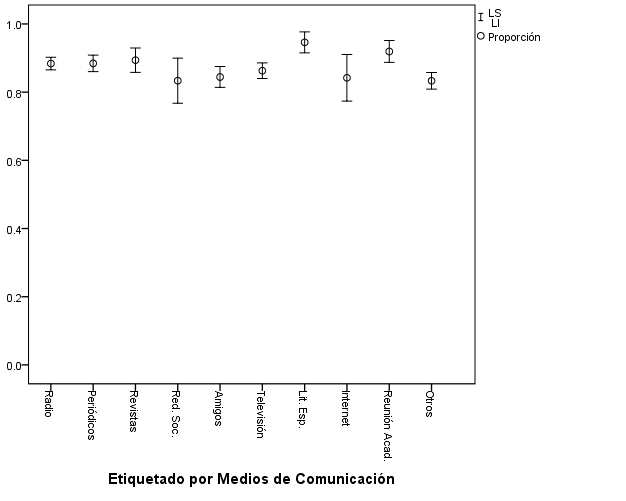 LS
LI
Proporción
1.0
0.8
0.6
0.4
0.2
0.0
Radio
Periódicos
Revistas
Red. Soc.
Amigos
Televisión
Lit. Esp.
Internet
Reunión Acad.
Otros
Etiquetado por Medios de Comunicación